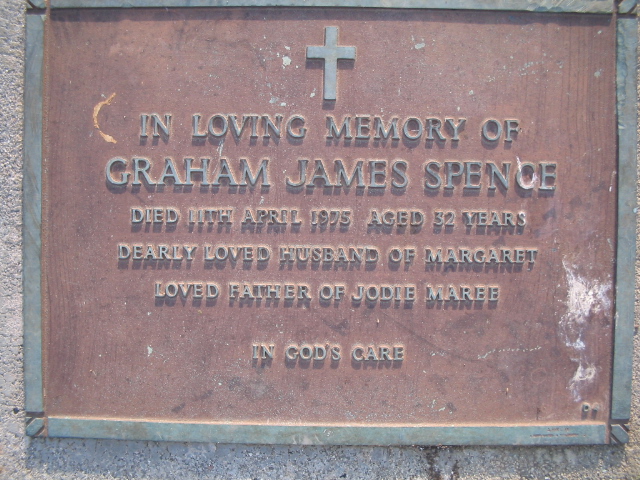 IN LOVING MEMORY OF
GRAHAM JAMES SPENCE
DIED 11TH APRIL 1975 AGED 32 YEARS
DEARLY LOVED HUSBAND OF MARGARET
LOVED FATHER OF JODIE MAREE
IN GOD'S CARE